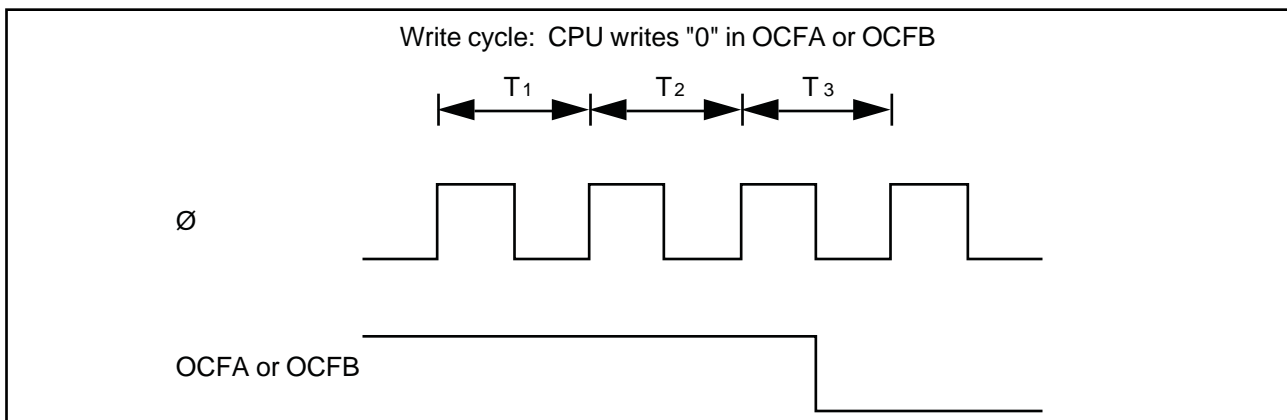 Write cycle:  CPU writes "0" in OCFA or OCFB
T1 T2 T3
Ø
OCFA or OCFB